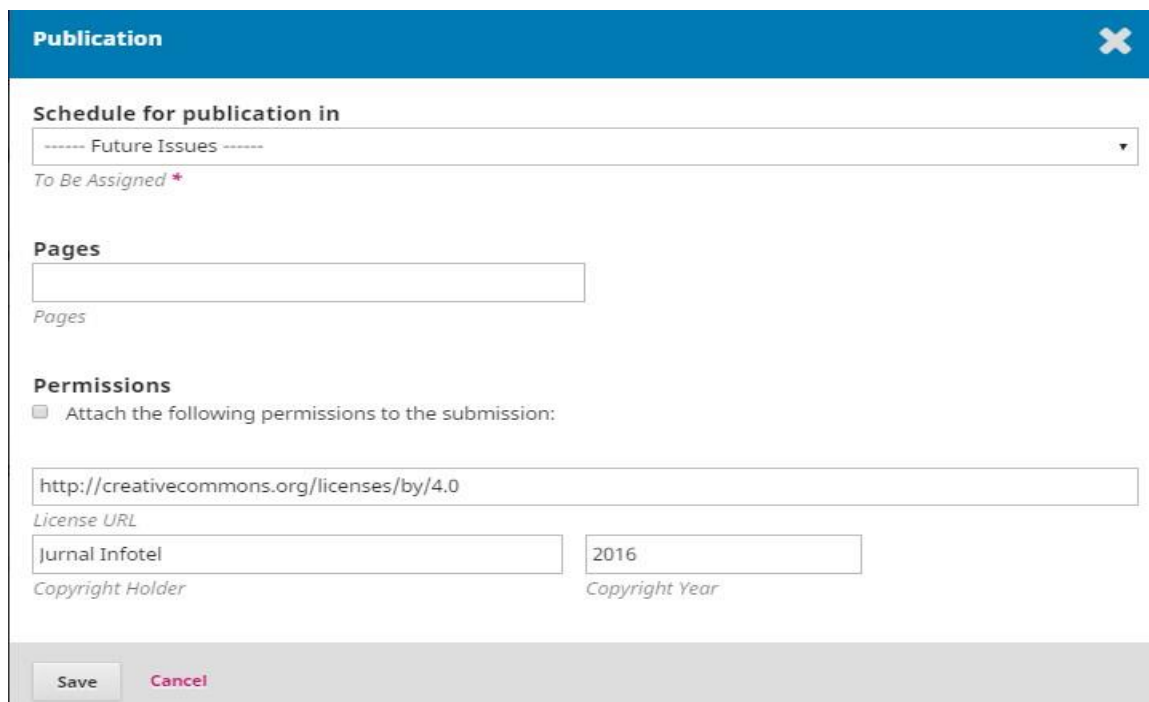 Publication
Schedule for publication in
------ Future Issues ------
To Be Assigned *
Pages
Pages
Permissions
Attach the following permissions to the submission:
http://creativecommons.org/licenses/by/4.0
License URL
Jurnal Infotel 2016
Copyright Holder Copyright Year
Save Cancel